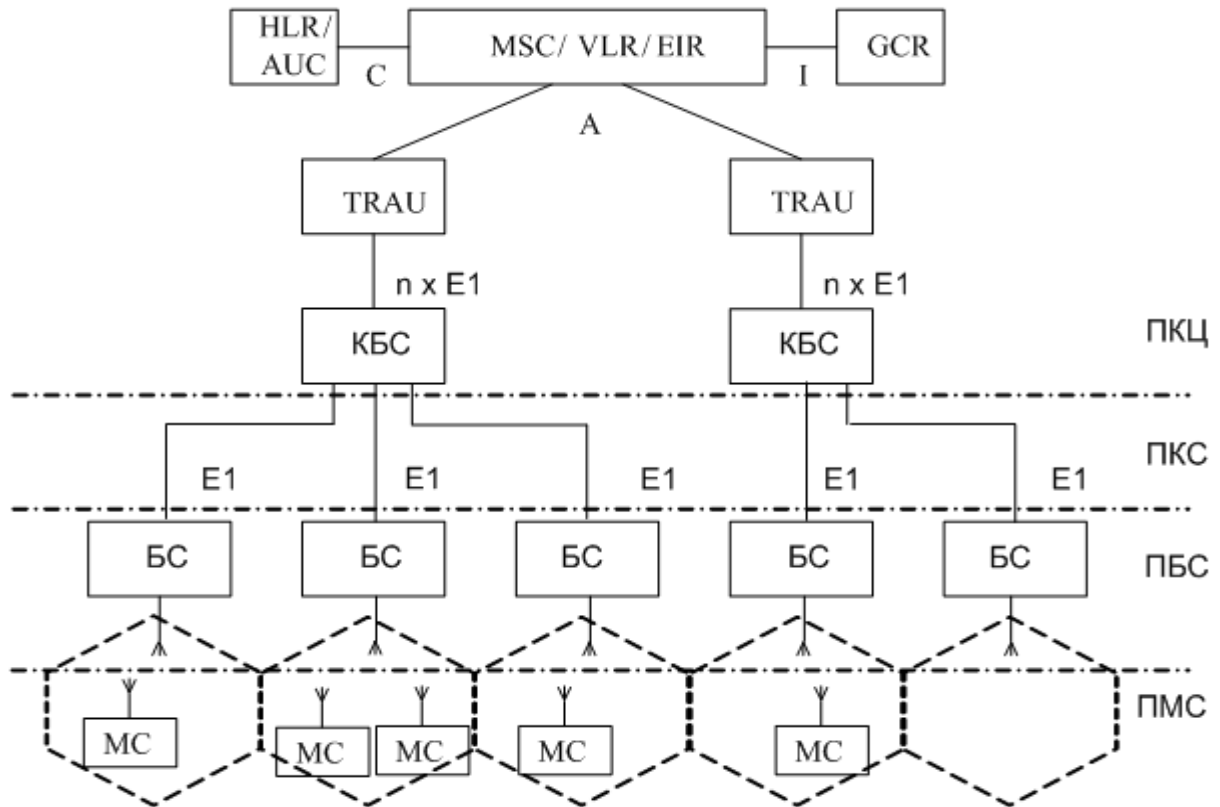 HLR/
AUC
MSC/ VLR/ EIR
GCR
C
I
A
TRAU
TRAU
n x E1
n x E1
КБС
КБС
ПКЦ
ПКС
E1
E1
E1
E1
E1
БС
БС
БС
БС
БС
ПБС
МС
МС
МС
МС
МС
ПМС